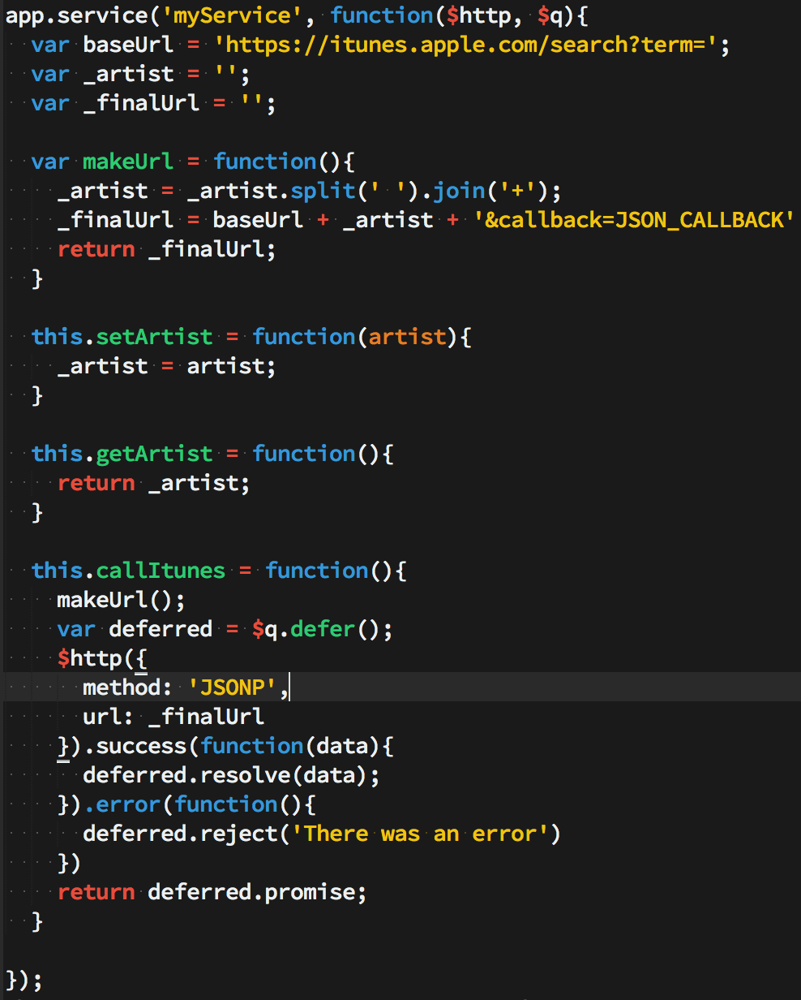 app.service('myService', function($http, $q){
  var baseUrl = 'https://itunes.apple.com/search?term=';
  var _artist = '';
  var _finalUrl = '';

  var makeUrl = function(){
    _artist = _artist.split(' ').join('+');
    _finalUrl = baseUrl + _artist + '&callback=JSON_CALLBACK'
    return _finalUrl;
  }

  this.setArtist = function(artist){
    _artist = artist;
  }

  this.getArtist = function(){
    return _artist;
  }

  this.callItunes = function(){
    makeUrl();
    var deferred = $q.defer();
    $http({
      method: 'JSONP',
      url: _finalUrl
    }).success(function(data){
      deferred.resolve(data);
    }).error(function(){
      deferred.reject('There was an error')
    })
    return deferred.promise;
  }

});